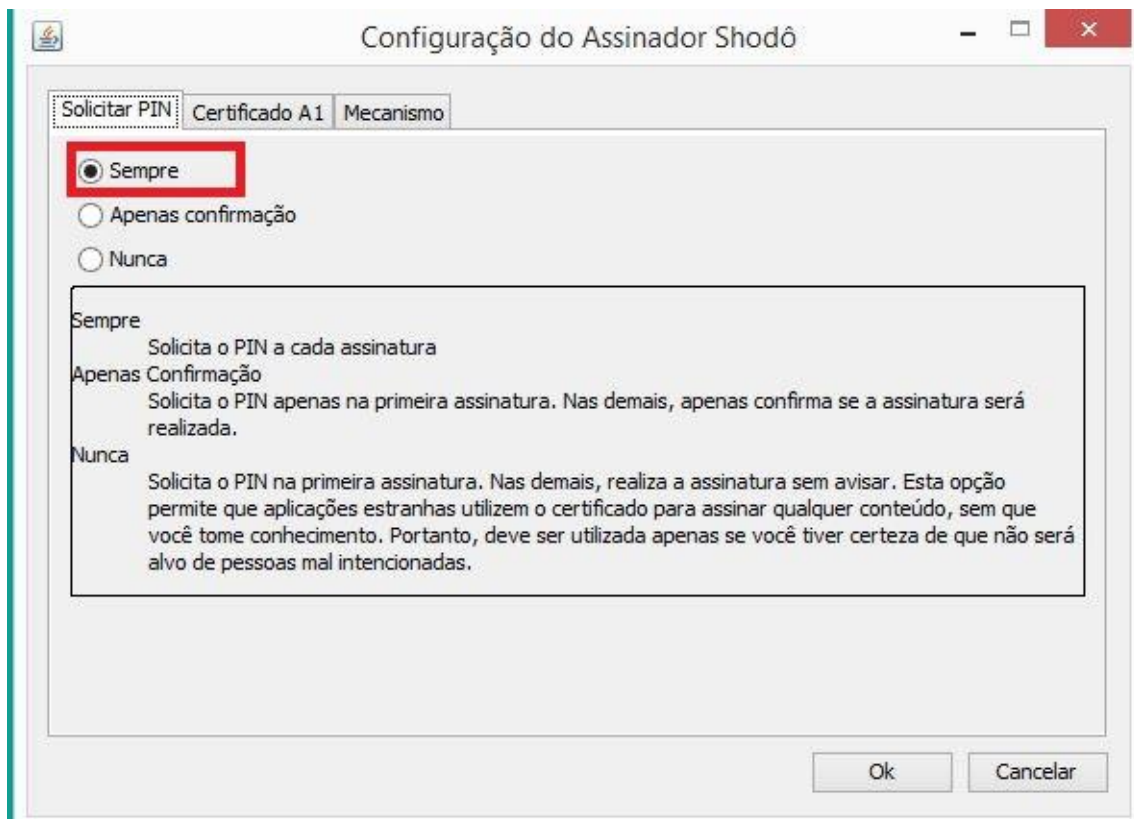 Configuração do Assinador Shodô
Solicitar PIN Certificado A1 Mecanismo
Sempre
Apenas confirmação
Nunca
Sempre
Solicita o PIN a cada assinatura
Apenas Confirmação
Solicita o PIN apenas na primeira assinatura. Nas demais, apenas confirma se a assinatura será
realizada.
Nunca
Solicita o PIN na primeira assinatura. Nas demais, realiza a assinatura sem avisar. Esta opção
permite que aplicações estranhas utilizem o certificado para assinar qualquer conteúdo, sem que
você tome conhecimento. Portanto, deve ser utilizada apenas se você tiver certeza de que não será
alvo de pessoas mal intencionadas.
Ok Cancelar